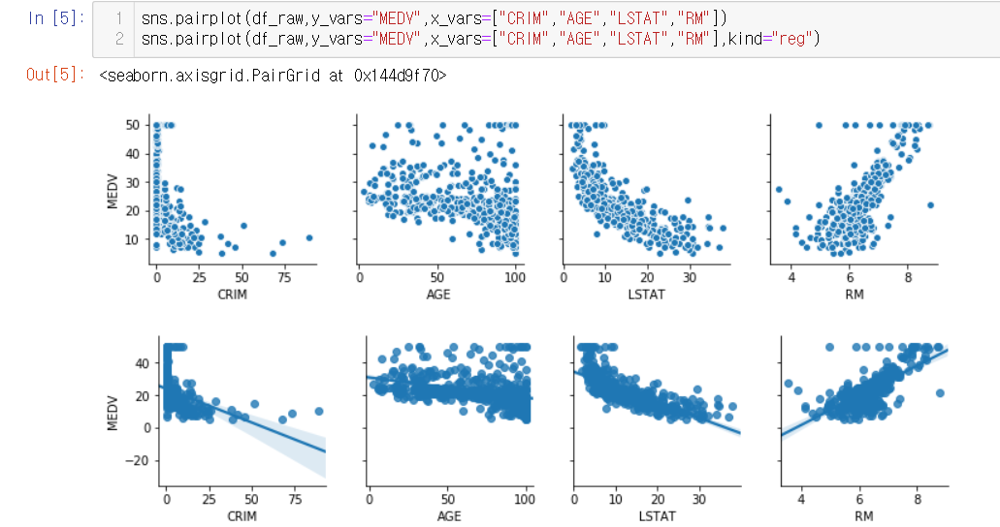 In [5]:
1 sns.pairplot(df_raw,y_vars="MEDV",x_vars=["CRIM","AGE","LSTAT","RM"])
2 sns.pairplot(df_raw,y_vars="MEDV",x_vars=["CRIM","AGE","LSTAT","RM"],kind="reg")
Out[5]: <seaborn.axisgrid.PairGrid at 0x144d9f70>
50
40
30
20
10
MEDV
0 25 50 75
CRIM
0 50 100
AGE
0 10 20 30
LSTAT
4 6 8
RM
40
20
0
−20
MEDV
0 25 50 75
CRIM
0 50 100
AGE
0 10 20 30
LSTAT
4 6 8
RM